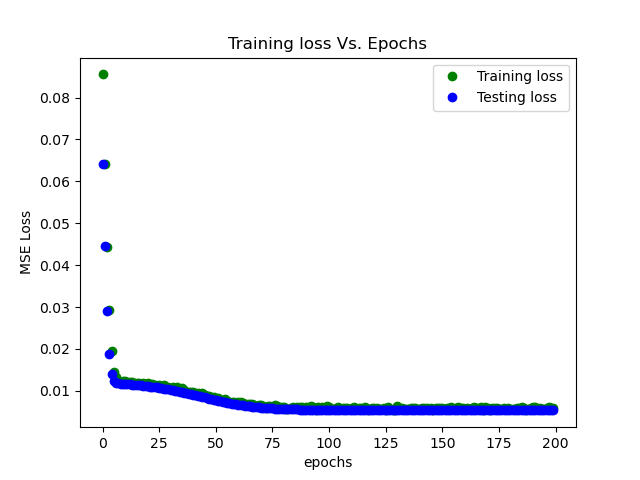 Training loss Vs. Epochs
Training loss
Testing loss
MSE Loss
0.08
0.07
0.06
0.05
0.04
0.03
0.02
0.01
0 25 50 75 100 125 150 175 200
epochs